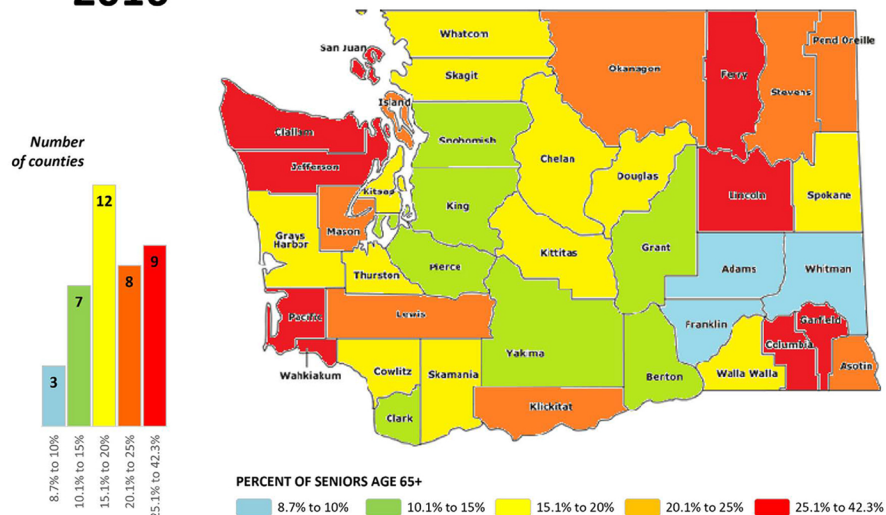 2016
Number
of counties
3
7
12
8
9
8.7% to 10%
10.1% to 15%
15.1% to 20%
20.1% to 25%
25.1% to 42.3%
Whatcom
San Juan
Skagit
Okanagon
Ferry
Pend Oreille
Stevens
Island
Clallam
Snohomish
Chelan
Jefferson
Douglas
Kitsap
Lincoln
Spokane
King
Mason
Grays
Harbor
Kittitas
Grant
Pierce
Adams
Whitman
Thurston
Pacific
Lewis
Franklin
Garfield
Columbia
Yakima
Wahkiakum
Cowlitz
Skamania
Berton
Walla Walla
Asotin
Klickitat
Clark
PERCENT OF SENIORS AGE 65+
8.7% to 10%
10.1% to 15%
15.1% to 20%
20.1% to 25%
25.1% to 42.3%